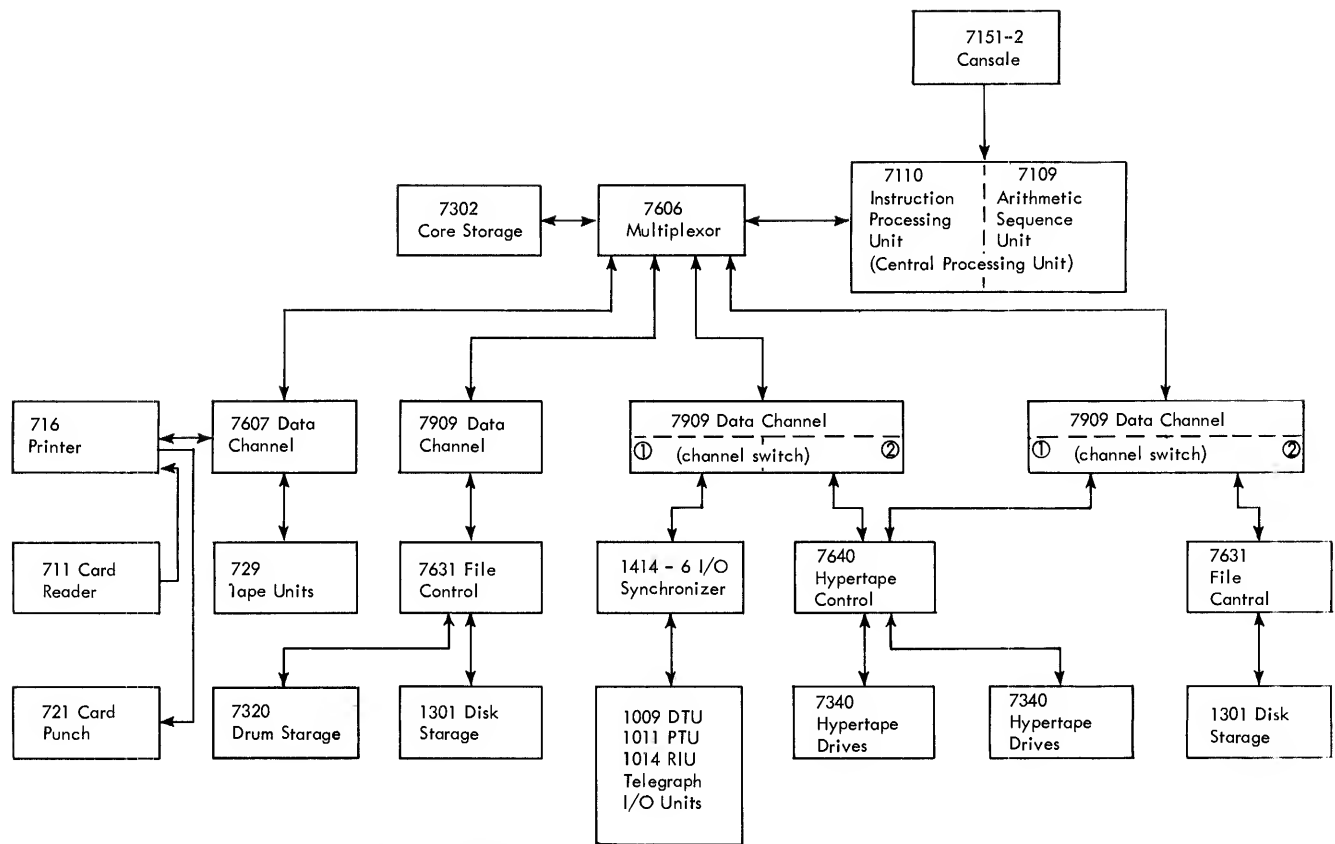 7151-2
Cansale
7110
Instruction
Processing
Unit
7109
Arithmetic
Sequence
Unit
(Central Processing Unit)
7302
Core Storage
7606
Multiplexor
716
Printer
7607 Data
Channel
7909 Data
Channel
7909 Data Channel
① (channel switch) ②
7909 Data Channel
① (channel switch) ②
711 Card
Reader
729
Tape Units
7631 File
Control
1414 - 6 I/O
Synchronizer
7640
Hypertape
Control
7631
File
Cantral
721 Card
Punch
7320
Drum Starage
1301 Disk
Starage
1009 DTU
1011 PTU
1014 RIU
Telegraph
I/O Units
7340
Hypertape
Drives
7340
Hypertape
Drives
1301 Disk
Starage